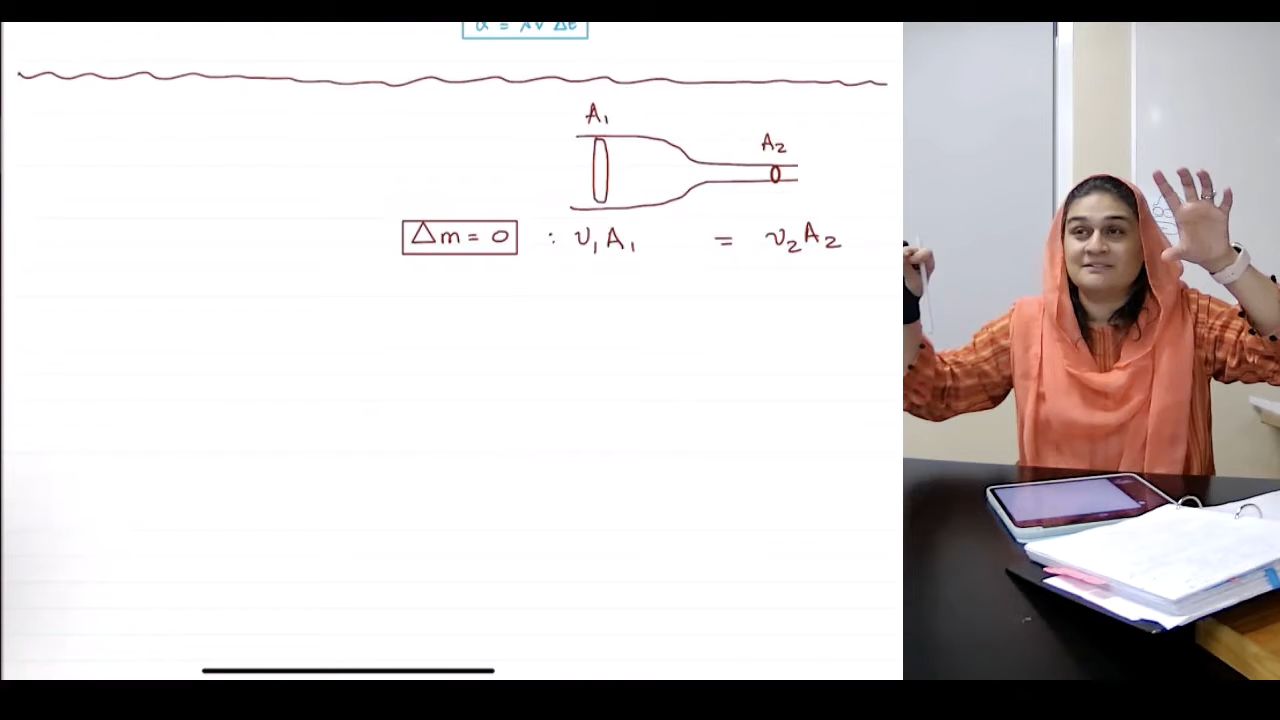 A₁
A₂
Δm = 0 : v₁A₁ = v₂A₂